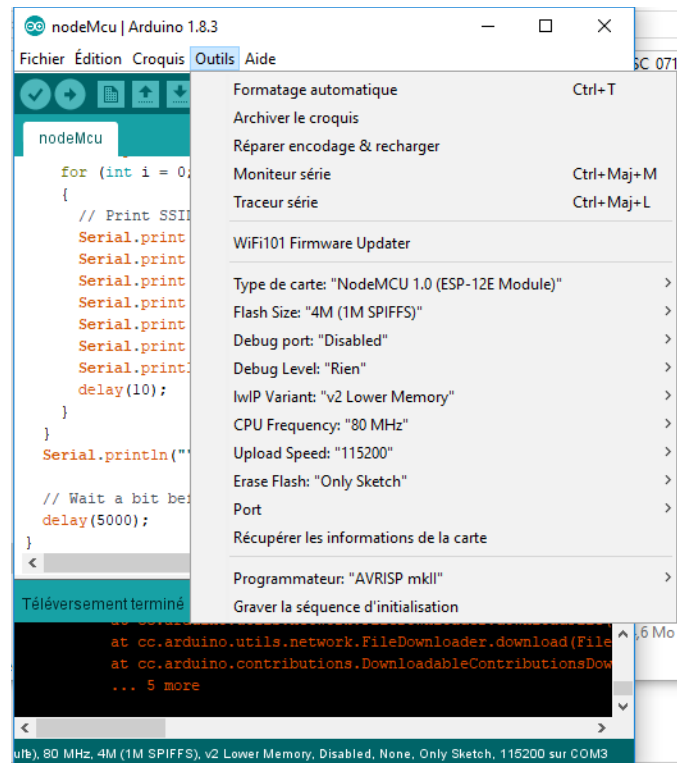 nodeMcu | Arduino 1.8.3
Fichier Édition Croquis Outils Aide
SC_071
Formatage automatique Ctrl+T
Archiver le croquis
nodeMcu
Réparer encodage & recharger
for (int i = 0;
Moniteur série Ctrl+Maj+M
{
// Print SSI
Traceur série Ctrl+Maj+L
Serial.print
WiFi101 Firmware Updater
Serial.print
Serial.print
Type de carte: "NodeMCU 1.0 (ESP-12E Module)"
Serial.print
Flash Size: "4M (1M SPIFFS)"
Serial.print
Debug port: "Disabled"
Serial.print
Serial.print
Debug Level: "Rien"
delay(10);
lwIP Variant: "v2 Lower Memory"
}
CPU Frequency: "80 MHz"
}
Serial.println("
Upload Speed: "115200"
Erase Flash: "Only Sketch"
// Wait a bit be
Port
delay(5000);
Récupérer les informations de la carte
}
Programmateur: "AVRISP mkII"
Téléversement terminé
Graver la séquence d'initialisation
,6 Mo
at cc.arduino.utils.network.FileDownloader.download(File
at cc.arduino.contributions.DownloadableContributionsDow
... 5 more
), 80 MHz, 4M (1M SPIFFS), v2 Lower Memory, Disabled, None, Only Sketch, 115200 sur COM3